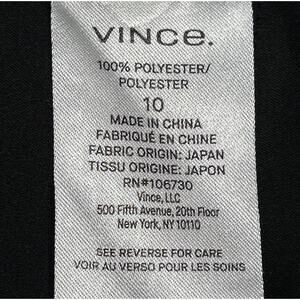 VINCE.
100% POLYESTER/
POLYESTER
10
MADE IN CHINA
FABRIQUÉ EN CHINE
FABRIC ORIGIN: JAPAN
TISSU ORIGINE: JAPON
RN#106730
Vince, LLC
500 Fifth Avenue, 20th Floor
New York, NY 10110
SEE REVERSE FOR CARE
VOIR AU VERSO POUR LES SOINS